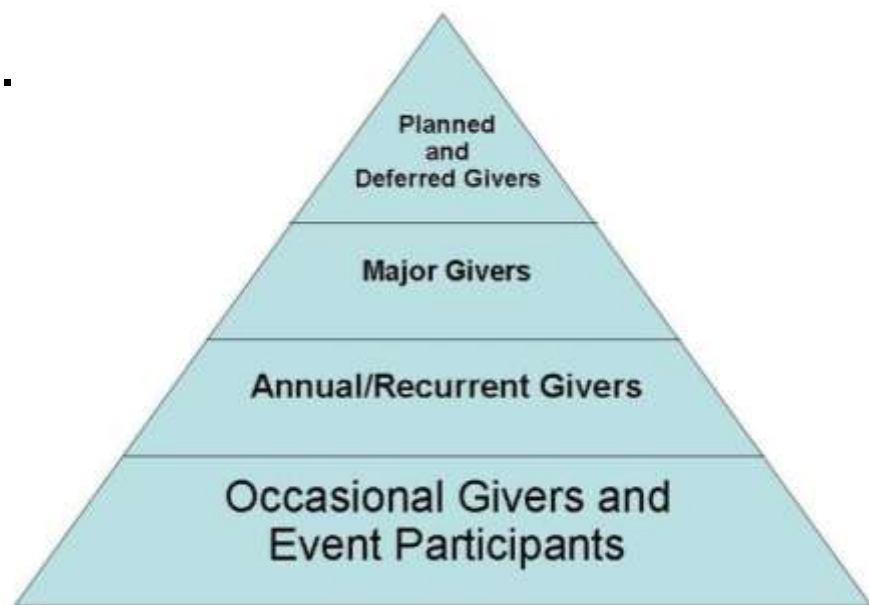 Planned
and
Deferred Givers
Major Givers
Annual/Recurrent Givers
Occasional Givers and
Event Participants